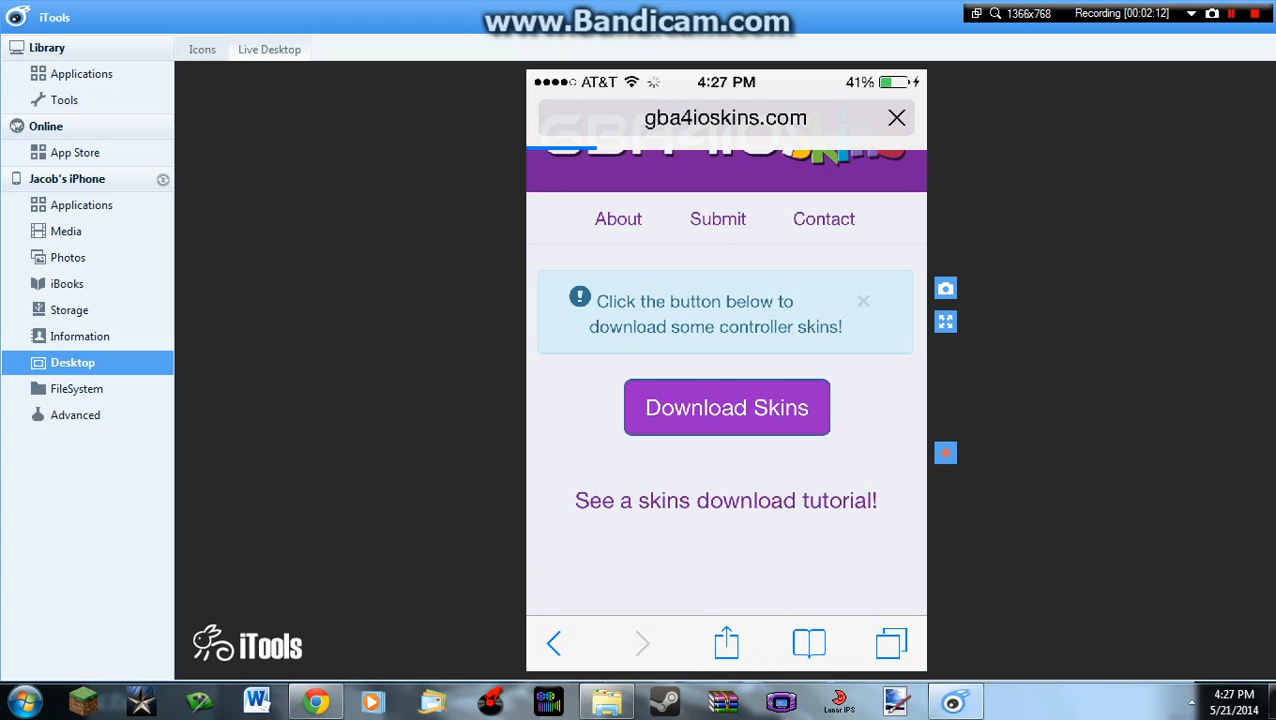 iTools
www.Bandicam.com
1366x768
Recording [00:02:12]
Library
Icons
Live Desktop
Applications
Tools
Online
App Store
Jacob's iPhone
Applications
Media
Photos
iBooks
Storage
Information
Desktop
FileSystem
Advanced
AT&T
4:27 PM
41%
gba4ioskins.com
About
Submit
Contact
Click the button below to
download some controller skins!
Download Skins
See a skins download tutorial!
iTools
Lunar IPS
4:27 PM
5/21/2014